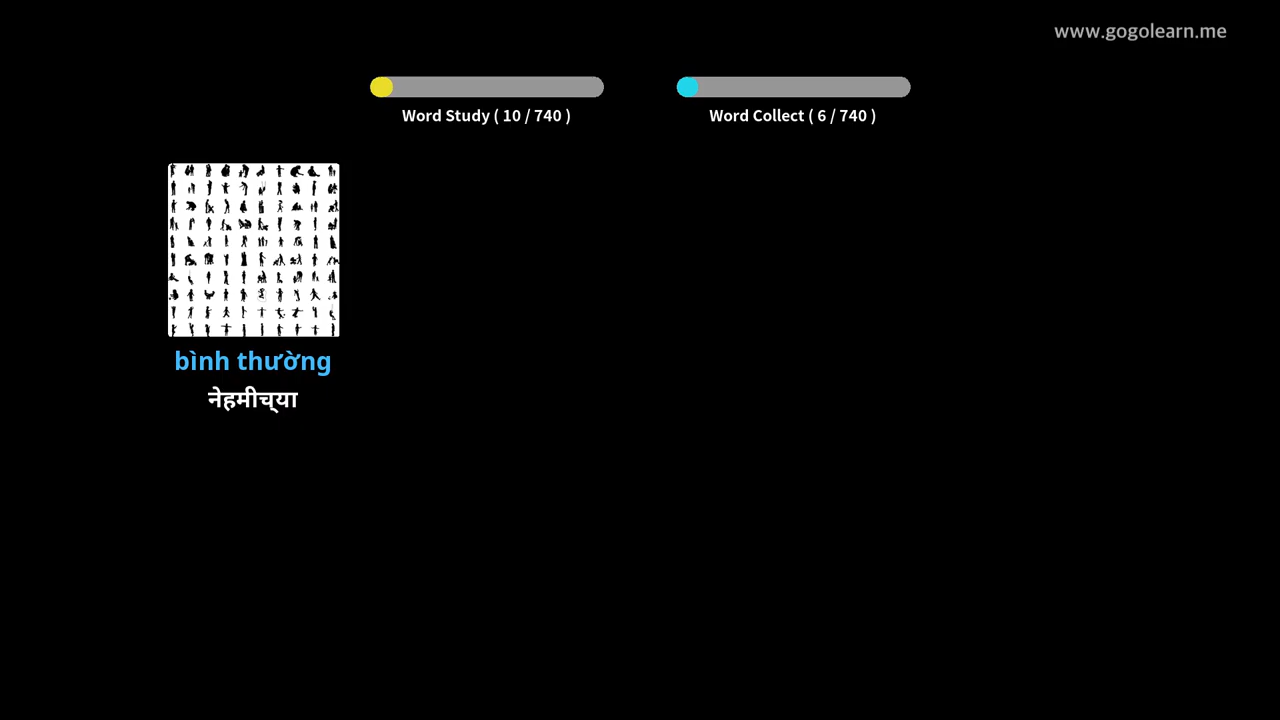 www.gogolearn.me
Word Study ( 10 / 740 )
Word Collect ( 6 / 740 )
bình thường
नेहमीच्या